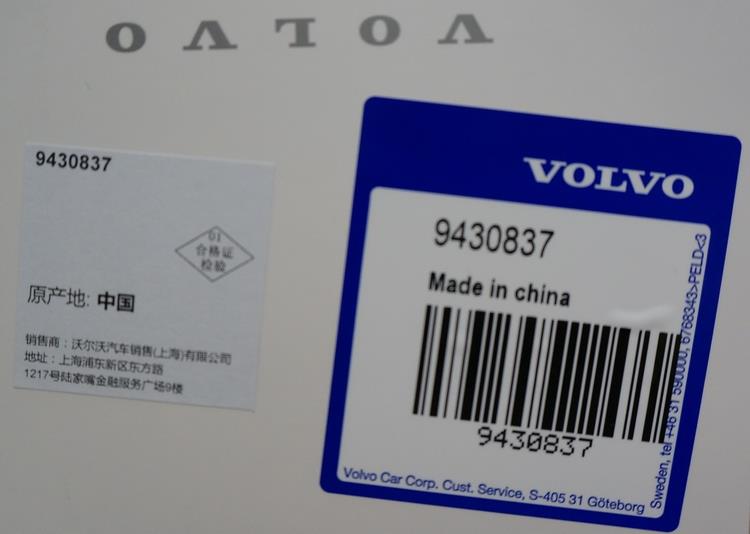 VOLVO
9430837
01
合格证
检验
原产地: 中国
销售商：沃尔沃汽车销售(上海)有限公司
地址：上海浦东新区东方路
1217号陆家嘴金融服务广场9楼
VOLVO
9430837
Made in china
9430837
Volvo Car Corp. Cust. Service, S-405 31 Göteborg
Sweden, tel +46 31 590000, 6768343>PELD<3